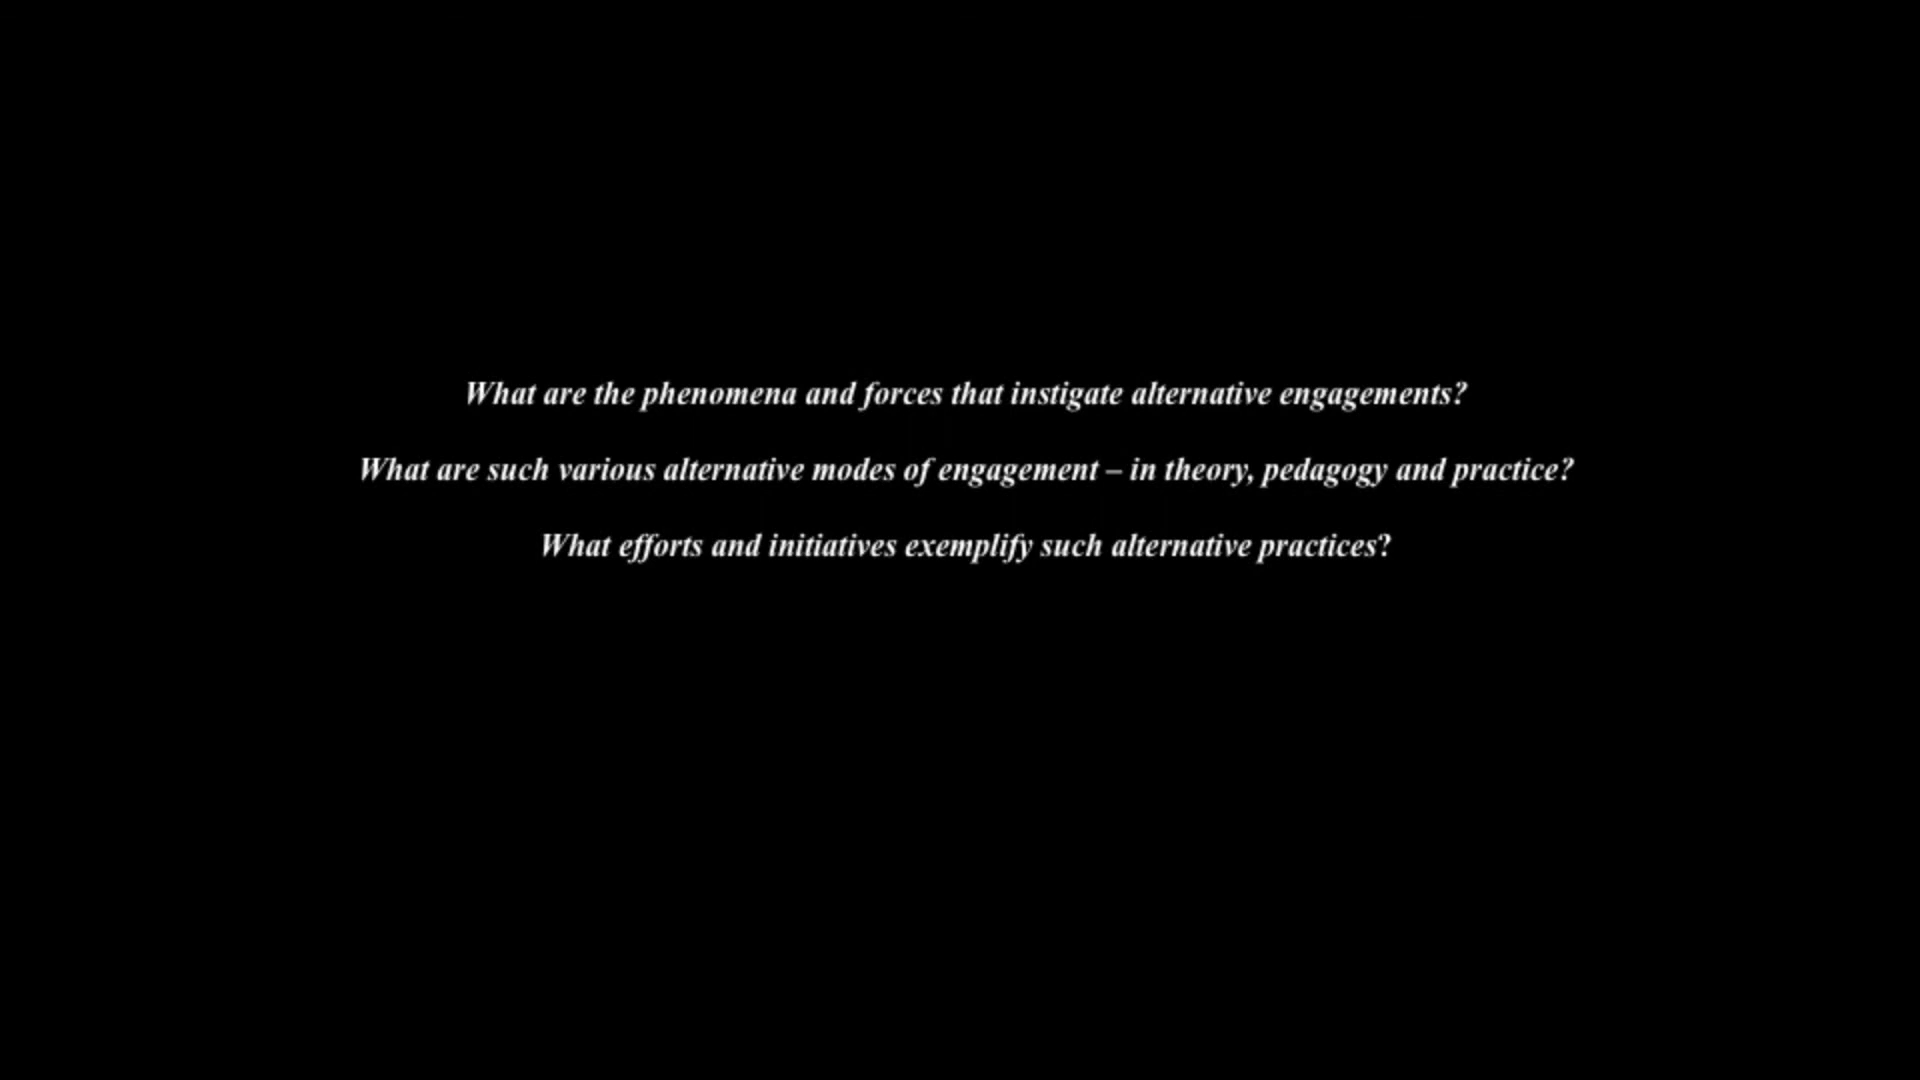 What are the phenomena and forces that instigate alternative engagements?
What are such various alternative modes of engagement – in theory, pedagogy and practice?
What efforts and initiatives exemplify such alternative practices?